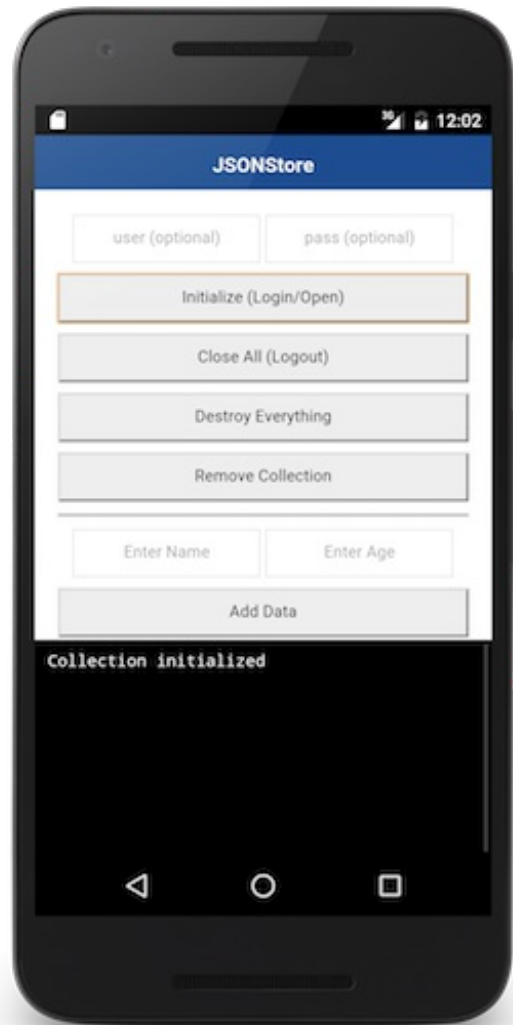 3G 12:02
JSONStore
user (optional) pass (optional)
Initialize (Login/Open)
Close All (Logout)
Destroy Everything
Remove Collection
Enter Name Enter Age
Add Data
Collection initialized